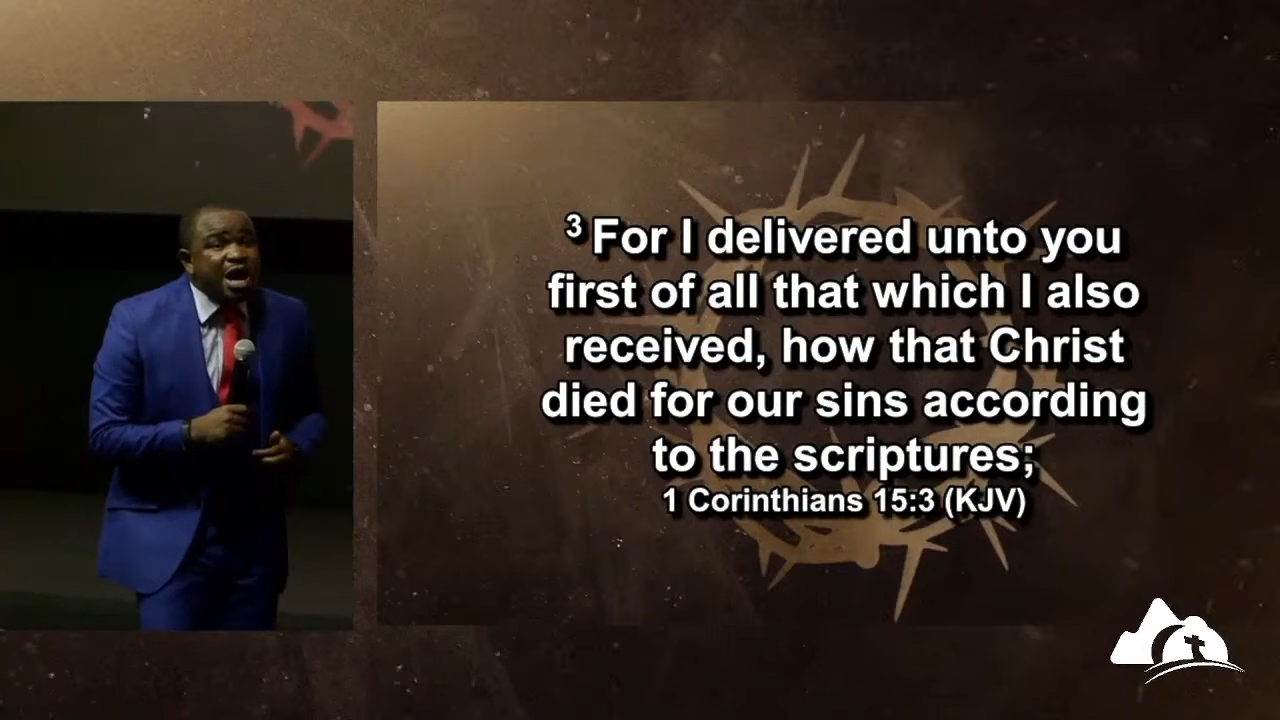 3 For I delivered unto you
first of all that which I also
received, how that Christ
died for our sins according
to the scriptures;
1 Corinthians 15:3 (KJV)